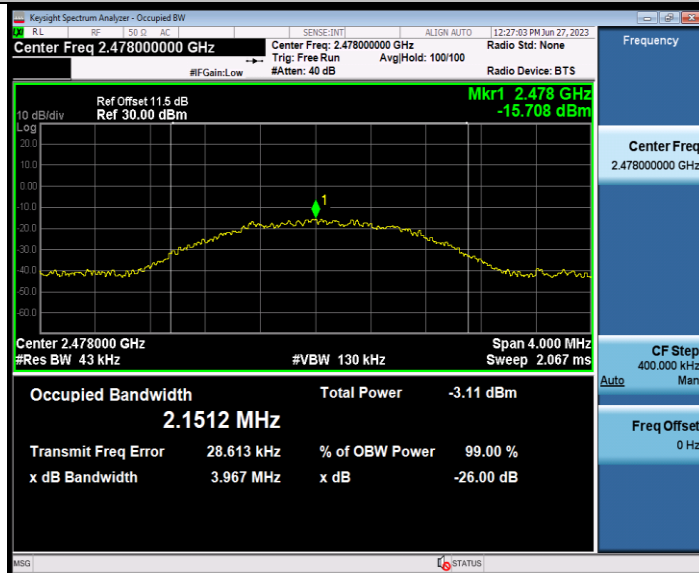 Keysight Spectrum Analyzer - Occupied BW
RL RF 50 Ω AC SENSE:INT ALIGN AUTO 12:27:03 PM Jun 27, 2023
Center Freq 2.478000000 GHz
Center Freq: 2.478000000 GHz
Radio Std: None
Trig: Free Run Avg|Hold: 100/100
#IFGain:Low
#Atten: 40 dB
Radio Device: BTS
Ref Offset 11.5 dB
Mkr1 2.478 GHz
10 dB/div Ref 30.00 dBm
-15.708 dBm
Log
20.0
10.0
0.00
-10.0
1
-20.0
-30.0
-40.0
-50.0
-60.0
Center 2.478000 GHz
Span 4.000 MHz
#Res BW 43 kHz
#VBW 130 kHz
Sweep 2.067 ms
Occupied Bandwidth
Total Power -3.11 dBm
2.1512 MHz
Transmit Freq Error 28.613 kHz
% of OBW Power 99.00 %
x dB Bandwidth 3.967 MHz
x dB -26.00 dB
MSG
STATUS
Frequency
Center Freq
2.478000000 GHz
CF Step
400.000 kHz
Auto Man
Freq Offset
0 Hz